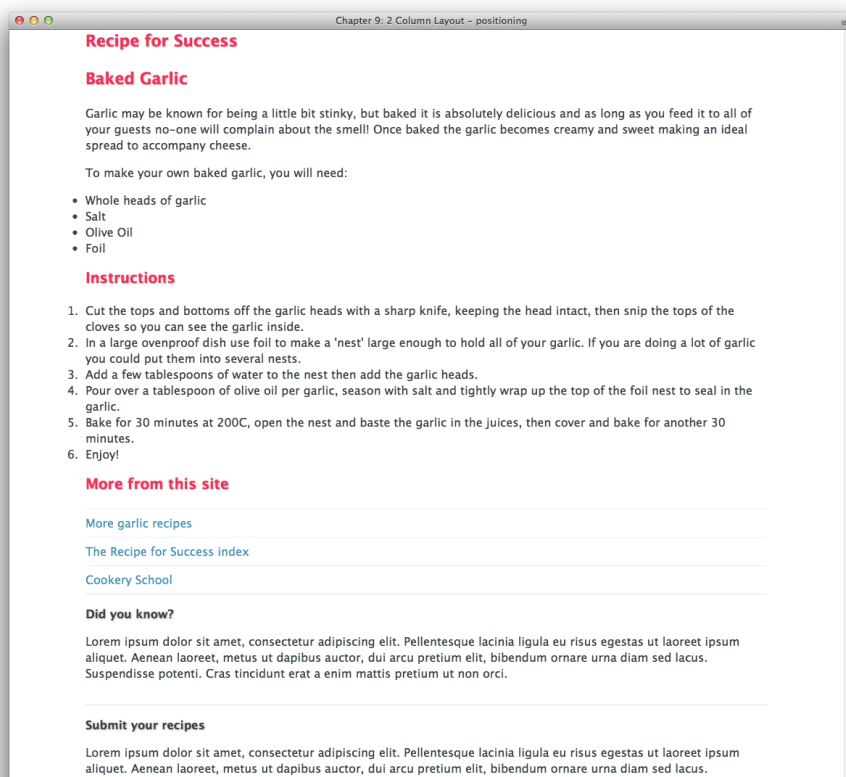 Chapter 9: 2 Column Layout – positioning
Recipe for Success
Baked Garlic
Garlic may be known for being a little bit stinky, but baked it is absolutely delicious and as long as you feed it to all of
your guests no-one will complain about the smell! Once baked the garlic becomes creamy and sweet making an ideal
spread to accompany cheese.
To make your own baked garlic, you will need:
• Whole heads of garlic
• Salt
• Olive Oil
• Foil
Instructions
1. Cut the tops and bottoms off the garlic heads with a sharp knife, keeping the head intact, then snip the tops of the
cloves so you can see the garlic inside.
2. In a large ovenproof dish use foil to make a 'nest' large enough to hold all of your garlic. If you are doing a lot of garlic
you could put them into several nests.
3. Add a few tablespoons of water to the nest then add the garlic heads.
4. Pour over a tablespoon of olive oil per garlic, season with salt and tightly wrap up the top of the foil nest to seal in the
garlic.
5. Bake for 30 minutes at 200C, open the nest and baste the garlic in the juices, then cover and bake for another 30
minutes.
6. Enjoy!
More from this site
More garlic recipes
The Recipe for Success index
Cookery School
Did you know?
Lorem ipsum dolor sit amet, consectetur adipiscing elit. Pellentesque lacinia ligula eu risus egestas ut laoreet ipsum
aliquet. Aenean laoreet, metus ut dapibus auctor, dui arcu pretium elit, bibendum ornare urna diam sed lacus.
Suspendisse potenti. Cras tincidunt erat a enim mattis pretium ut non orci.
Submit your recipes
Lorem ipsum dolor sit amet, consectetur adipiscing elit. Pellentesque lacinia ligula eu risus egestas ut laoreet ipsum
aliquet. Aenean laoreet, metus ut dapibus auctor, dui arcu pretium elit, bibendum ornare urna diam sed lacus.